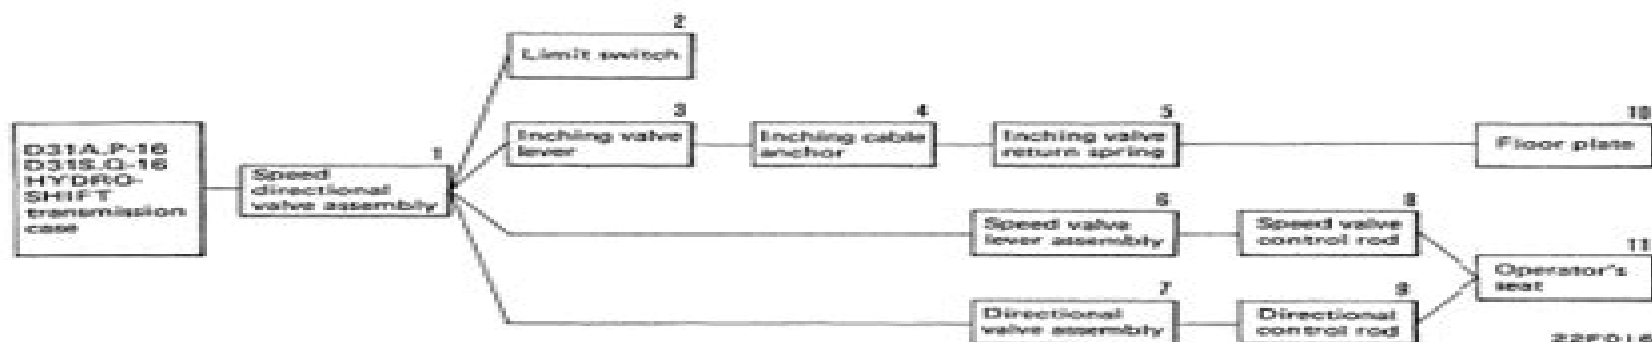 2
Limit switch
3
Inching valve
lever
4
Inching cable
anchor
5
Inching valve
return spring
10
Floor plate
D31A.P-16
D31S.Q-16
HYDRO-
SHIFT
transmission
case
1
Speed
directional
valve assembly
6
Speed valve
lever assembly
8
Speed valve
control rod
11
Operator's
seat
7
Directional
valve assembly
9
Directional
control rod